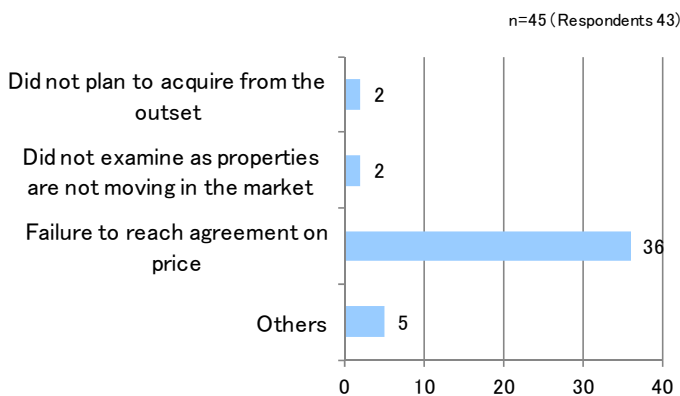 n=45(Respondents 43)
Did not plan to acquire from the
outset
2
Did not examine as properties
are not moving in the market
2
Failure to reach agreement on
price
36
Others
5
0 10 20 30 40